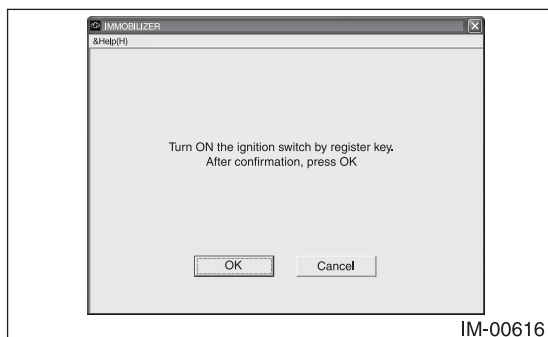 IMMOBILIZER
&Help(H)
Turn ON the ignition switch by register key.
After confirmation, press OK
OK Cancel
IM-00616